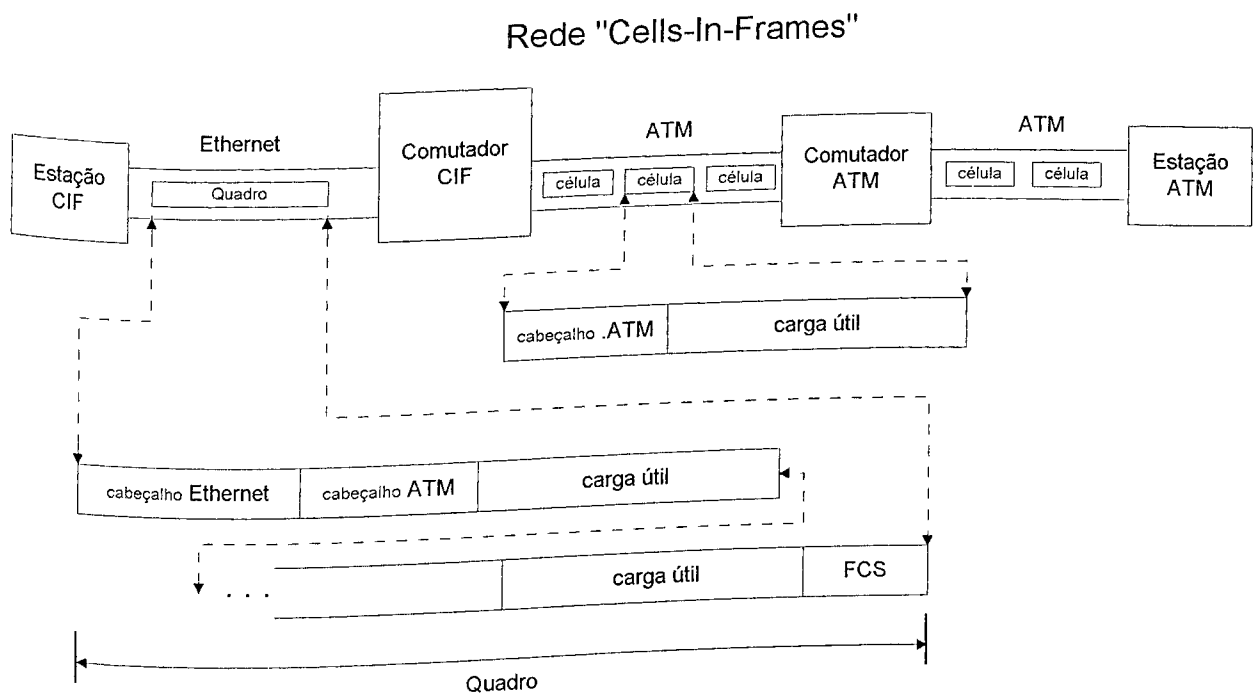 Rede "Cells-In-Frames"
Estação
CIF
Ethernet
Quadro
Comutador
CIF
ATM
célula
célula
célula
Comutador
ATM
ATM
célula
célula
Estação
ATM
cabeçalho .ATM
carga útil
cabeçalho Ethernet
cabeçalho ATM
carga útil
. . .
carga útil
FCS
Quadro